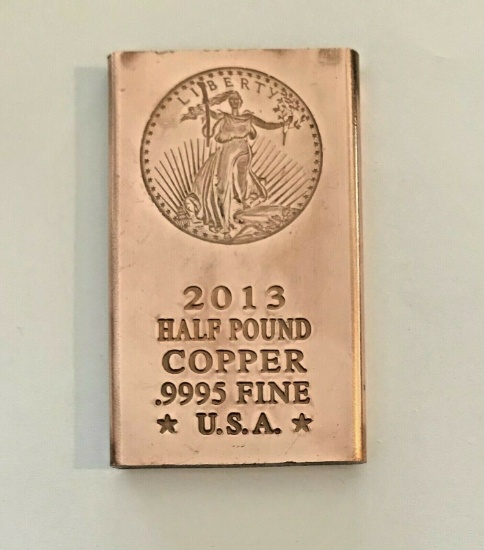 LIBERTY
2013
HALF POUND
COPPER
.9995 FINE
★ U.S.A. ★